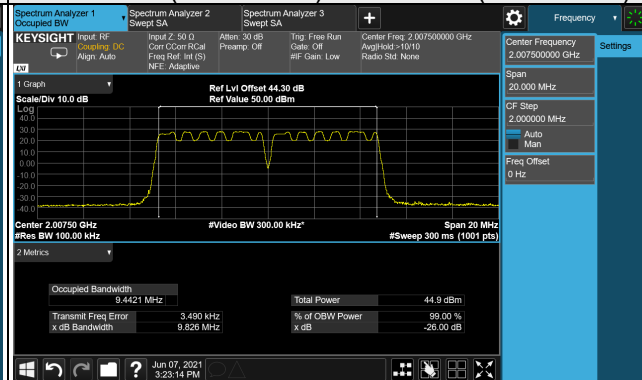 Spectrum Analyzer 1
Occupied BW
Spectrum Analyzer 2
Swept SA
Spectrum Analyzer 3
Swept SA
Frequency
KEYSIGHT
Input: RF
Coupling: DC
Align: Auto
Input Z: 50 Ω
Corr CCorr RCal
Freq Ref: Int (S)
NFE: Adaptive
Atten: 30 dB
Preamp: Off
Trig: Free Run
Gate: Off
#IF Gain: Low
Center Freq: 2.007500000 GHz
Avg|Hold:>10/10
Radio Std: None
LXI
Center Frequency
2.007500000 GHz
Settings
Span
20.000 MHz
CF Step
2.000000 MHz
Auto
Man
Freq Offset
0 Hz
1 Graph
Scale/Div 10.0 dB
Ref Lvl Offset 44.30 dB
Ref Value 50.00 dBm
Log
40.0
30.0
20.0
10.0
0.00
-10.0
-20.0
-30.0
-40.0
Center 2.00750 GHz
#Res BW 100.00 kHz
#Video BW 300.00 kHz*
Span 20 MHz
#Sweep 300 ms (1001 pts)
2 Metrics
Occupied Bandwidth
9.4421 MHz
Total Power
44.9 dBm
Transmit Freq Error
3.490 kHz
% of OBW Power
99.00 %
x dB Bandwidth
9.826 MHz
x dB
-26.00 dB
?
Jun 07, 2021
3:23:14 PM